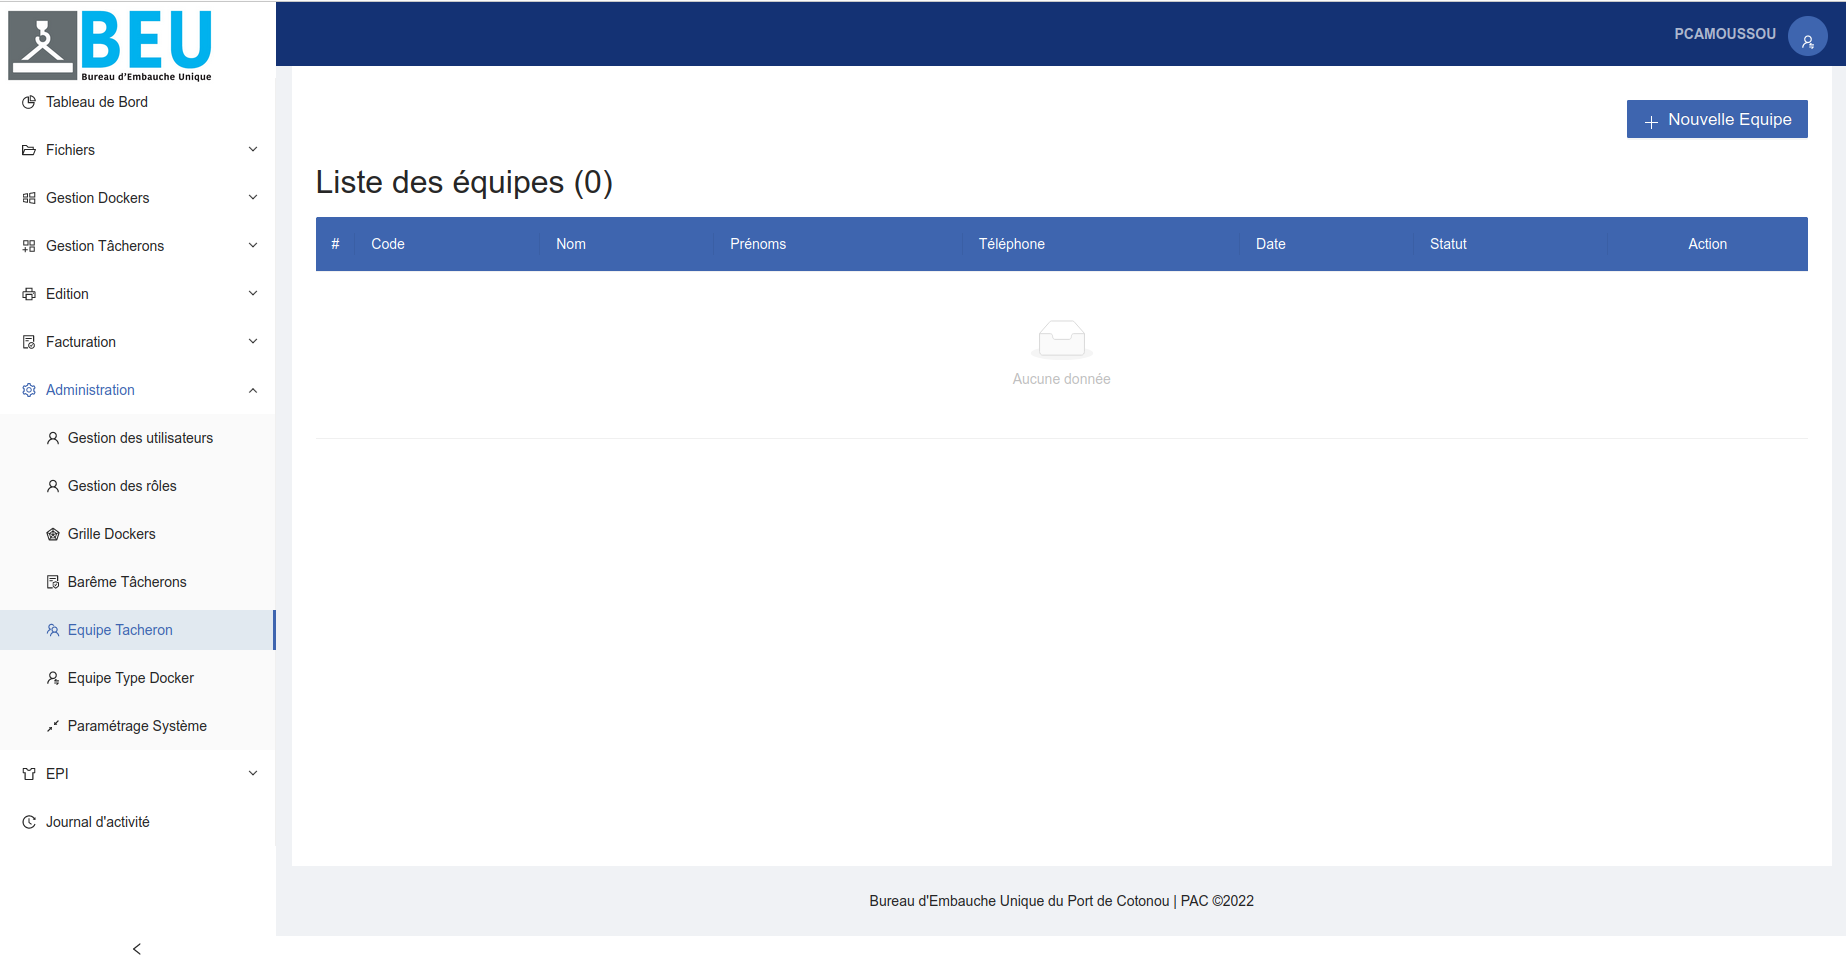 BEU
Bureau d'Embauche Unique
PCAMOUSSOU
Tableau de Bord
Fichiers
Gestion Dockers
Gestion Tâcherons
Edition
Facturation
Administration
Gestion des utilisateurs
Gestion des rôles
Grille Dockers
Barême Tâcherons
Equipe Tacheron
Equipe Type Docker
Paramétrage Système
EPI
Journal d'activité
Nouvelle Equipe
Liste des équipes (0)
# Code Nom Prénoms Téléphone Date Statut Action
Aucune donnée
Bureau d'Embauche Unique du Port de Cotonou | PAC ©2022